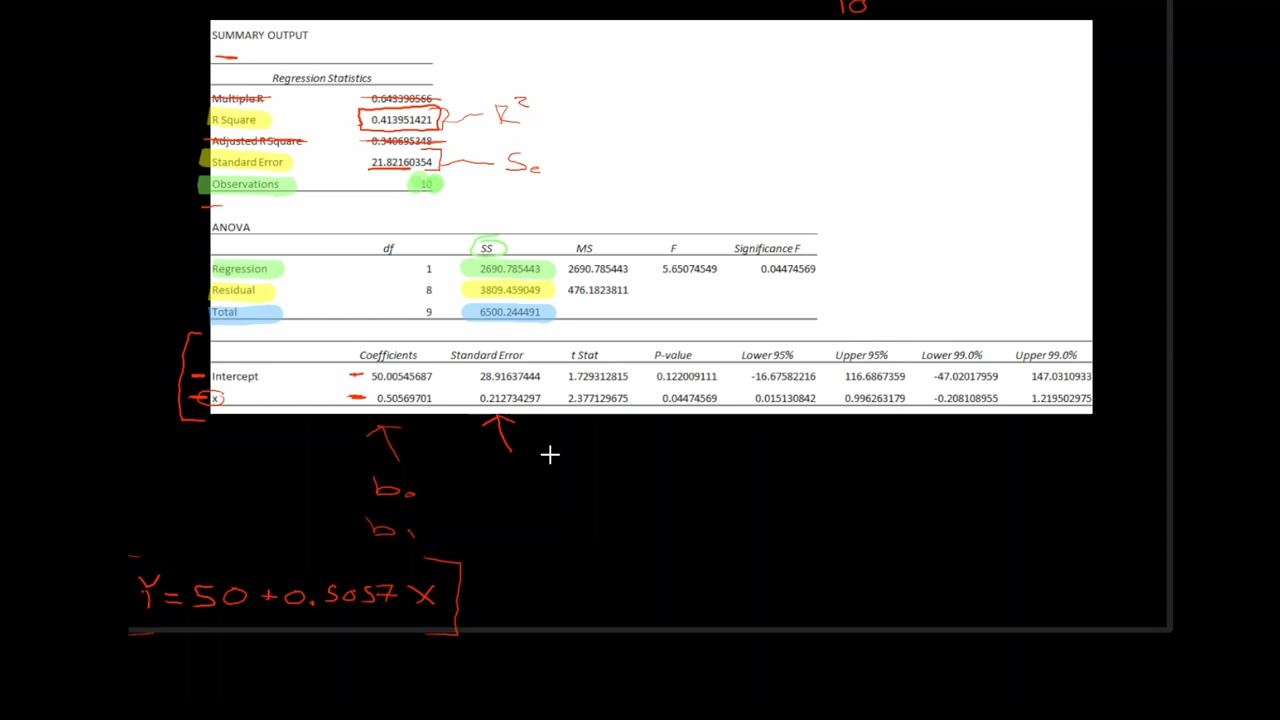 10
SUMMARY OUTPUT
Regression Statistics
Multiple R 0.643390566
R Square 0.413951421 R²
Adjusted R Square 0.340695348
Standard Error 21.82160354 Se
Observations 10
ANOVA
df SS MS F Significance F
Regression 1 2690.785443 2690.785443 5.65074549 0.04474569
Residual 8 3809.459049 476.1823811
Total 9 6500.244491
Coefficients Standard Error t Stat P-value Lower 95% Upper 95% Lower 99.0% Upper 99.0%
Intercept 50.00545687 28.91637444 1.729312815 0.122009111 -16.67582216 116.6867359 -47.02017959 147.0310933
x 0.50569701 0.212734297 2.377129675 0.04474569 0.015130842 0.996263179 -0.208108955 1.219502975
b₀
b₁
Ŷ = 50 + 0.5057 X